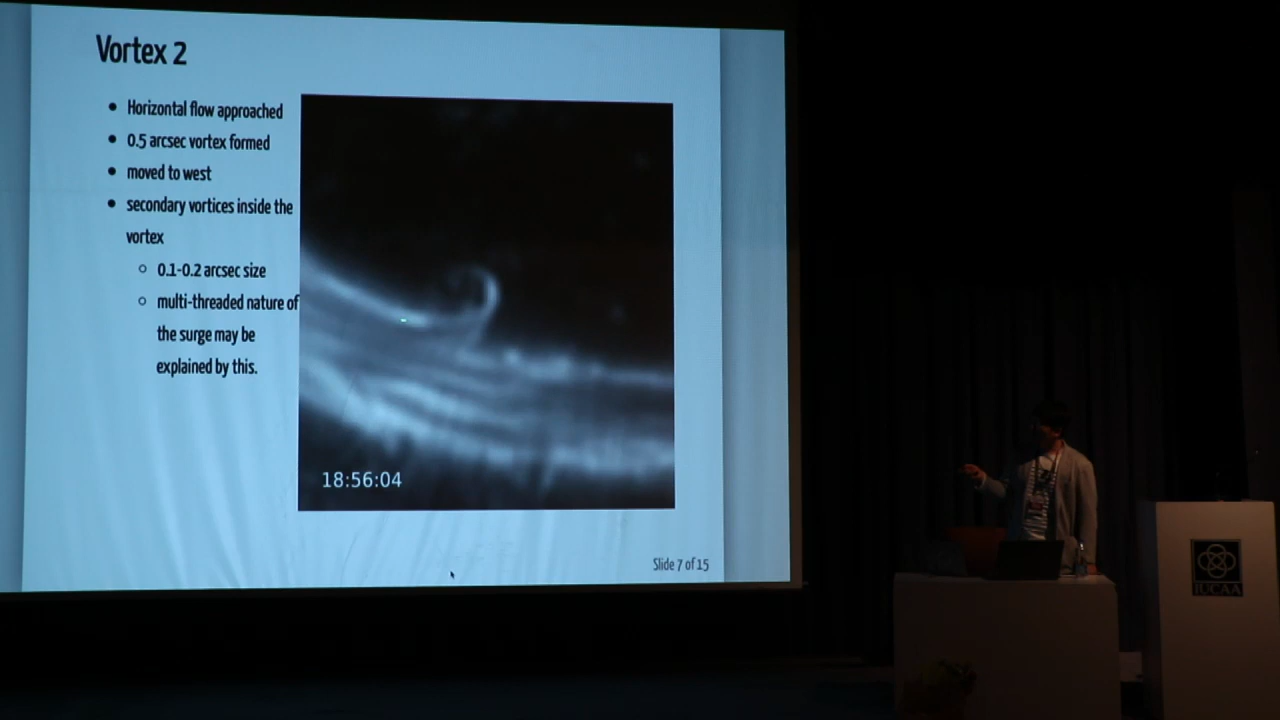 Vortex 2
Horizontal flow approached
0.5 arcsec vortex formed
moved to west
secondary vortices inside the
vortex
0.1-0.2 arcsec size
multi-threaded nature of
the surge may be
explained by this.
18:56:04
Slide 7 of 15
IUCAA